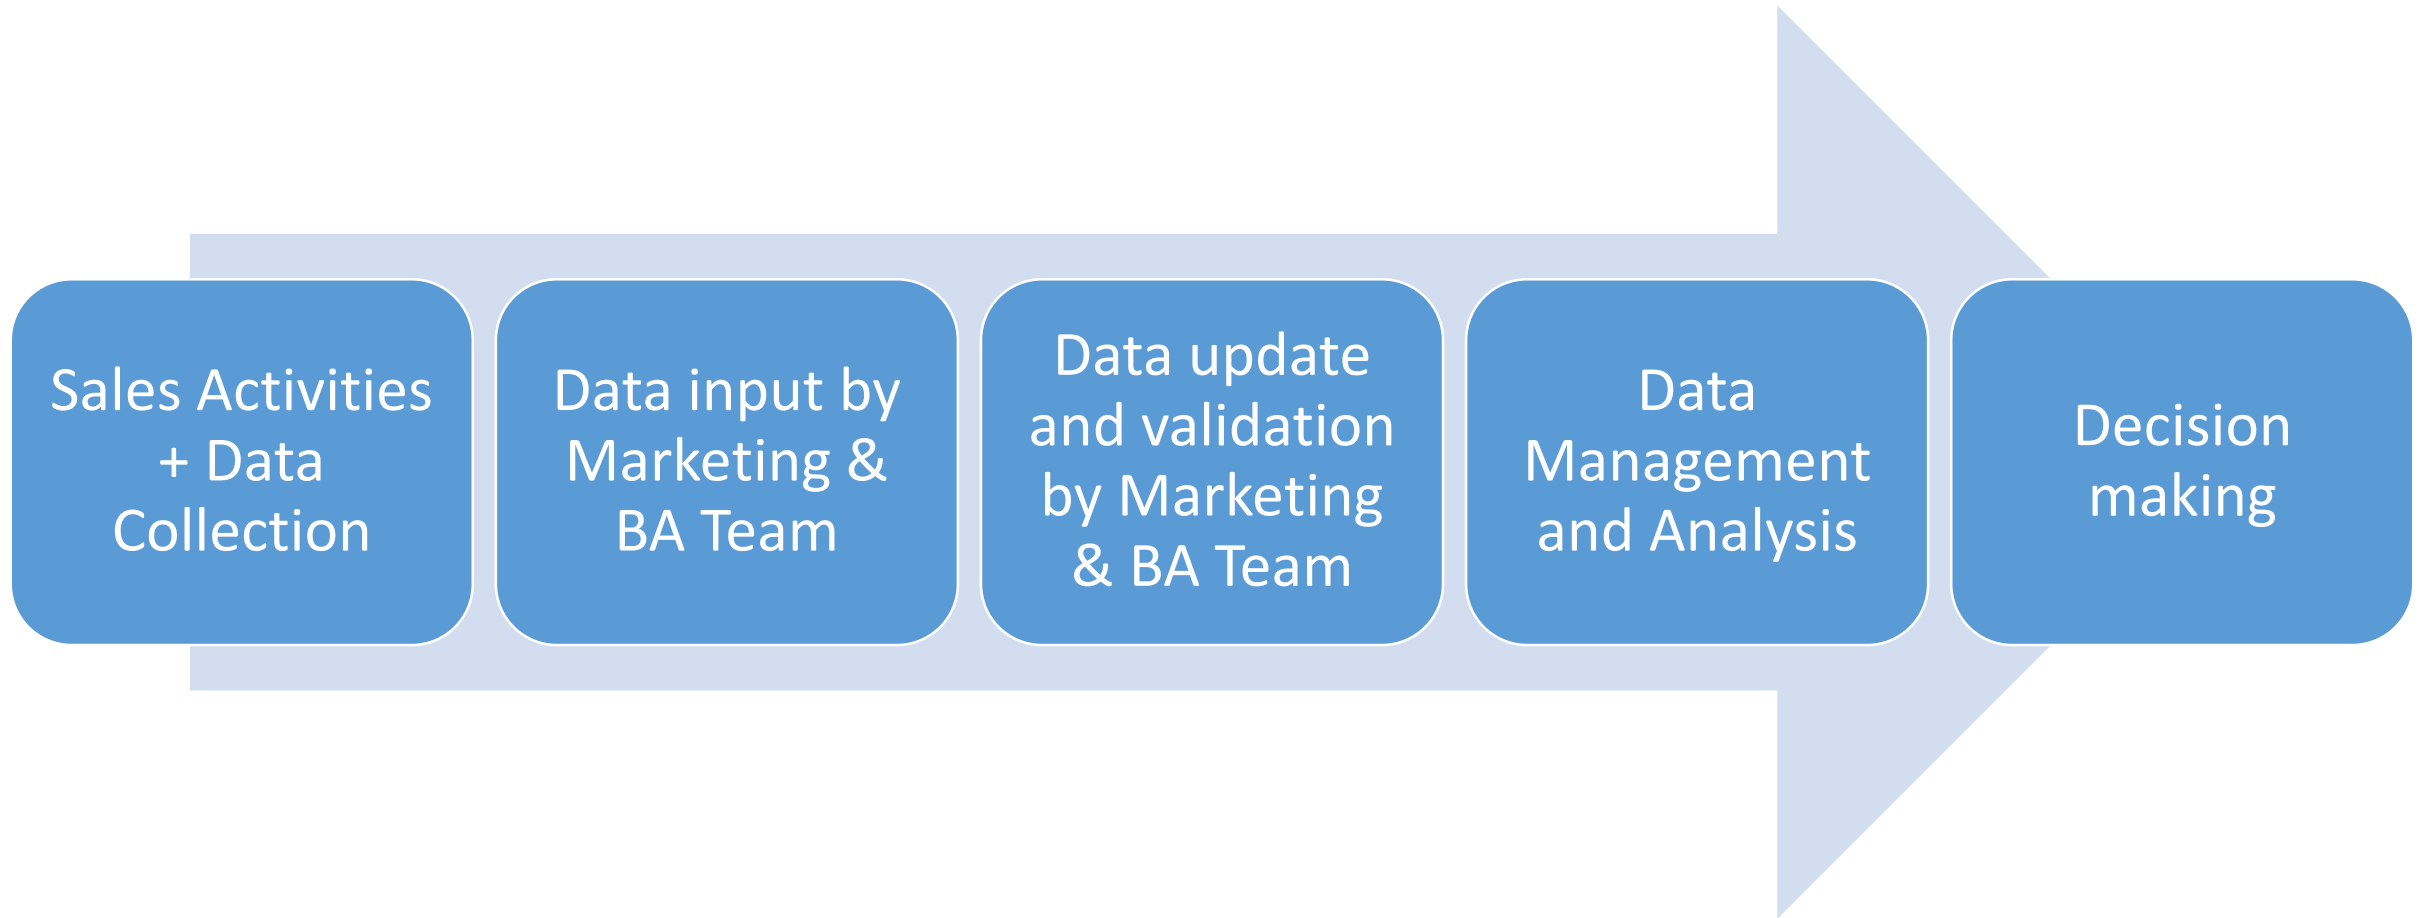 Sales Activities
+ Data
Collection
Data input by
Marketing &
BA Team
Data update
and validation
by Marketing
& BA Team
Data
Management
and Analysis
Decision
making